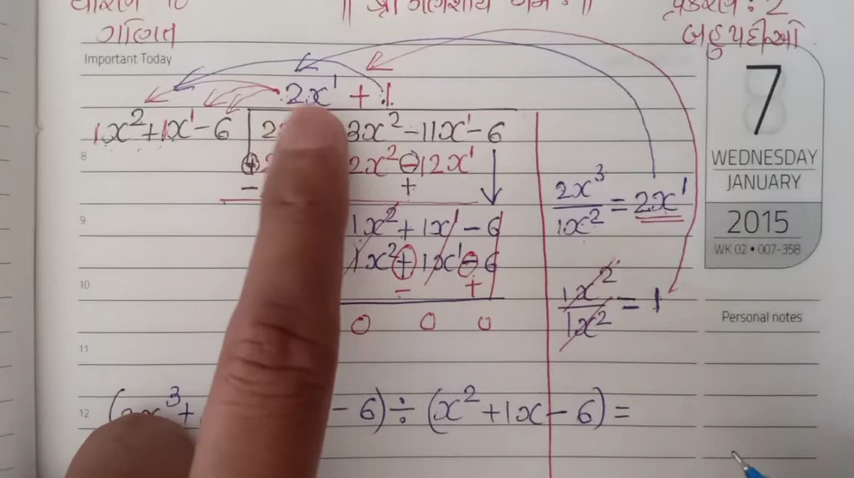 ધોરણ 10 || શ્રી ગણેશાય નમઃ || પ્રકરણ : 2
ગણિત બહુપદીઓ
Important Today
7
WEDNESDAY
JANUARY
2015
WK 02 • 007-358
Personal notes
2x¹ + 1
1x² + 1x¹ - 6 3x² - 11x¹ - 6
8 2x² - 12x¹
- +
9 1x² + 1x¹ - 6
10 1x² + 1x¹ - 6
- +
0 0 0
11
2x³/1x² = 2x¹
1x²/1x² = 1
12 - 6) ÷ (x² + 1x - 6) =